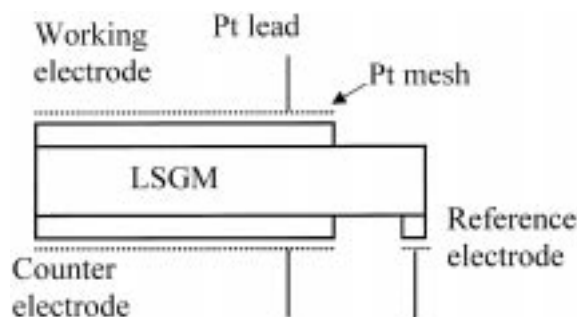 Working
electrode
Pt lead
Pt mesh
LSGM
Reference
electrode
Counter
electrode